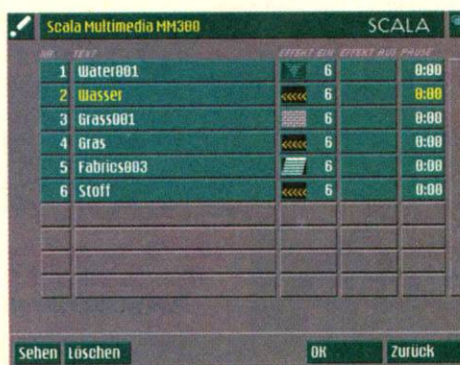 Scala Multimedia MM300 SCALA
NR. TEXT EFFEKT EIN EFFEKT AUS PAUSE
1 Water001 6 0:00
2 Wasser 6 0:00
3 Grass001 6 0:00
4 Gras 6 0:00
5 Fabrics003 6 0:00
6 Stoff 6 0:00
Sehen Löschen OK Zurück